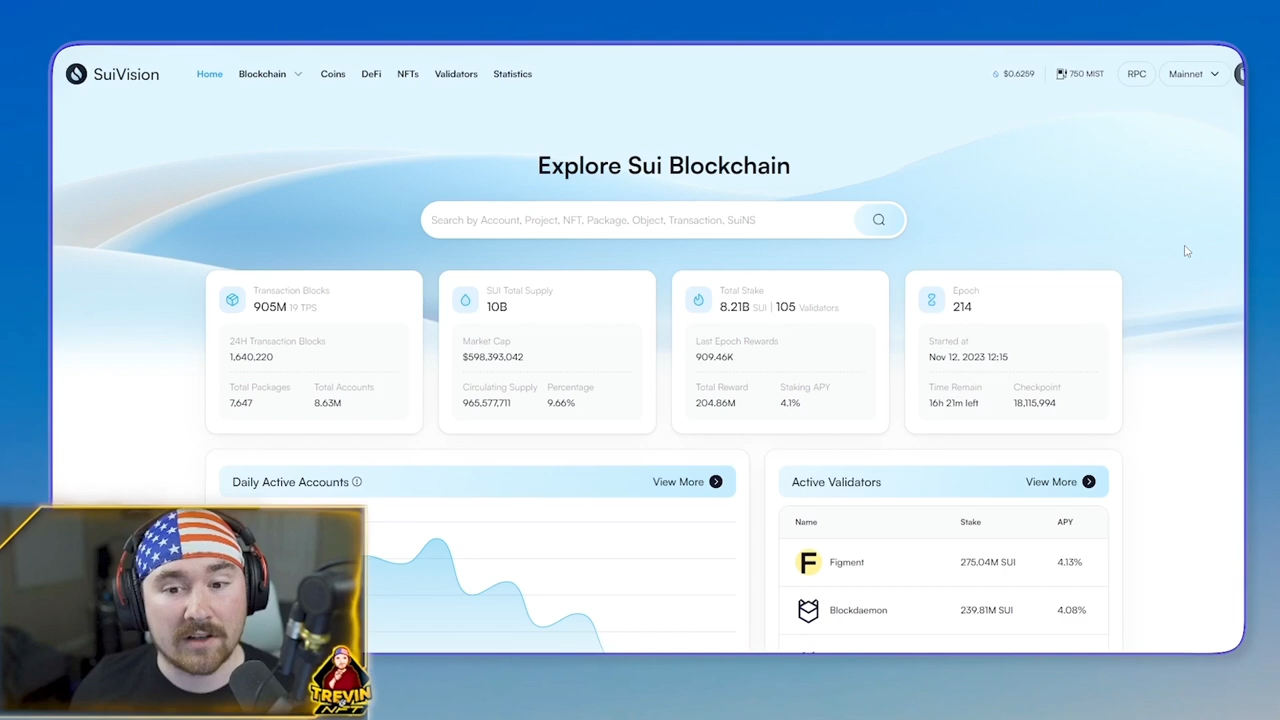 SuiVision
Home Blockchain Coins DeFi NFTs Validators Statistics
$0.6259 750 MIST RPC Mainnet
Explore Sui Blockchain
Search by Account, Project, NFT, Package, Object, Transaction, SuiNS
Transaction Blocks
905M 19 TPS
24H Transaction Blocks
1,640,220
Total Packages Total Accounts
7,647 8.63M
SUI Total Supply
10B
Market Cap
$598,393,042
Circulating Supply Percentage
965,577,711 9.66%
Total Stake
8.21B SUI | 105 Validators
Last Epoch Rewards
909.46K
Total Reward Staking APY
204.86M 4.1%
Epoch
214
Started at
Nov 12, 2023 12:15
Time Remain Checkpoint
16h 21m left 18,115,994
Daily Active Accounts View More
Active Validators View More
Name Stake APY
F Figment 275.04M SUI 4.13%
Blockdaemon 239.81M SUI 4.08%
TREVIN
NFT